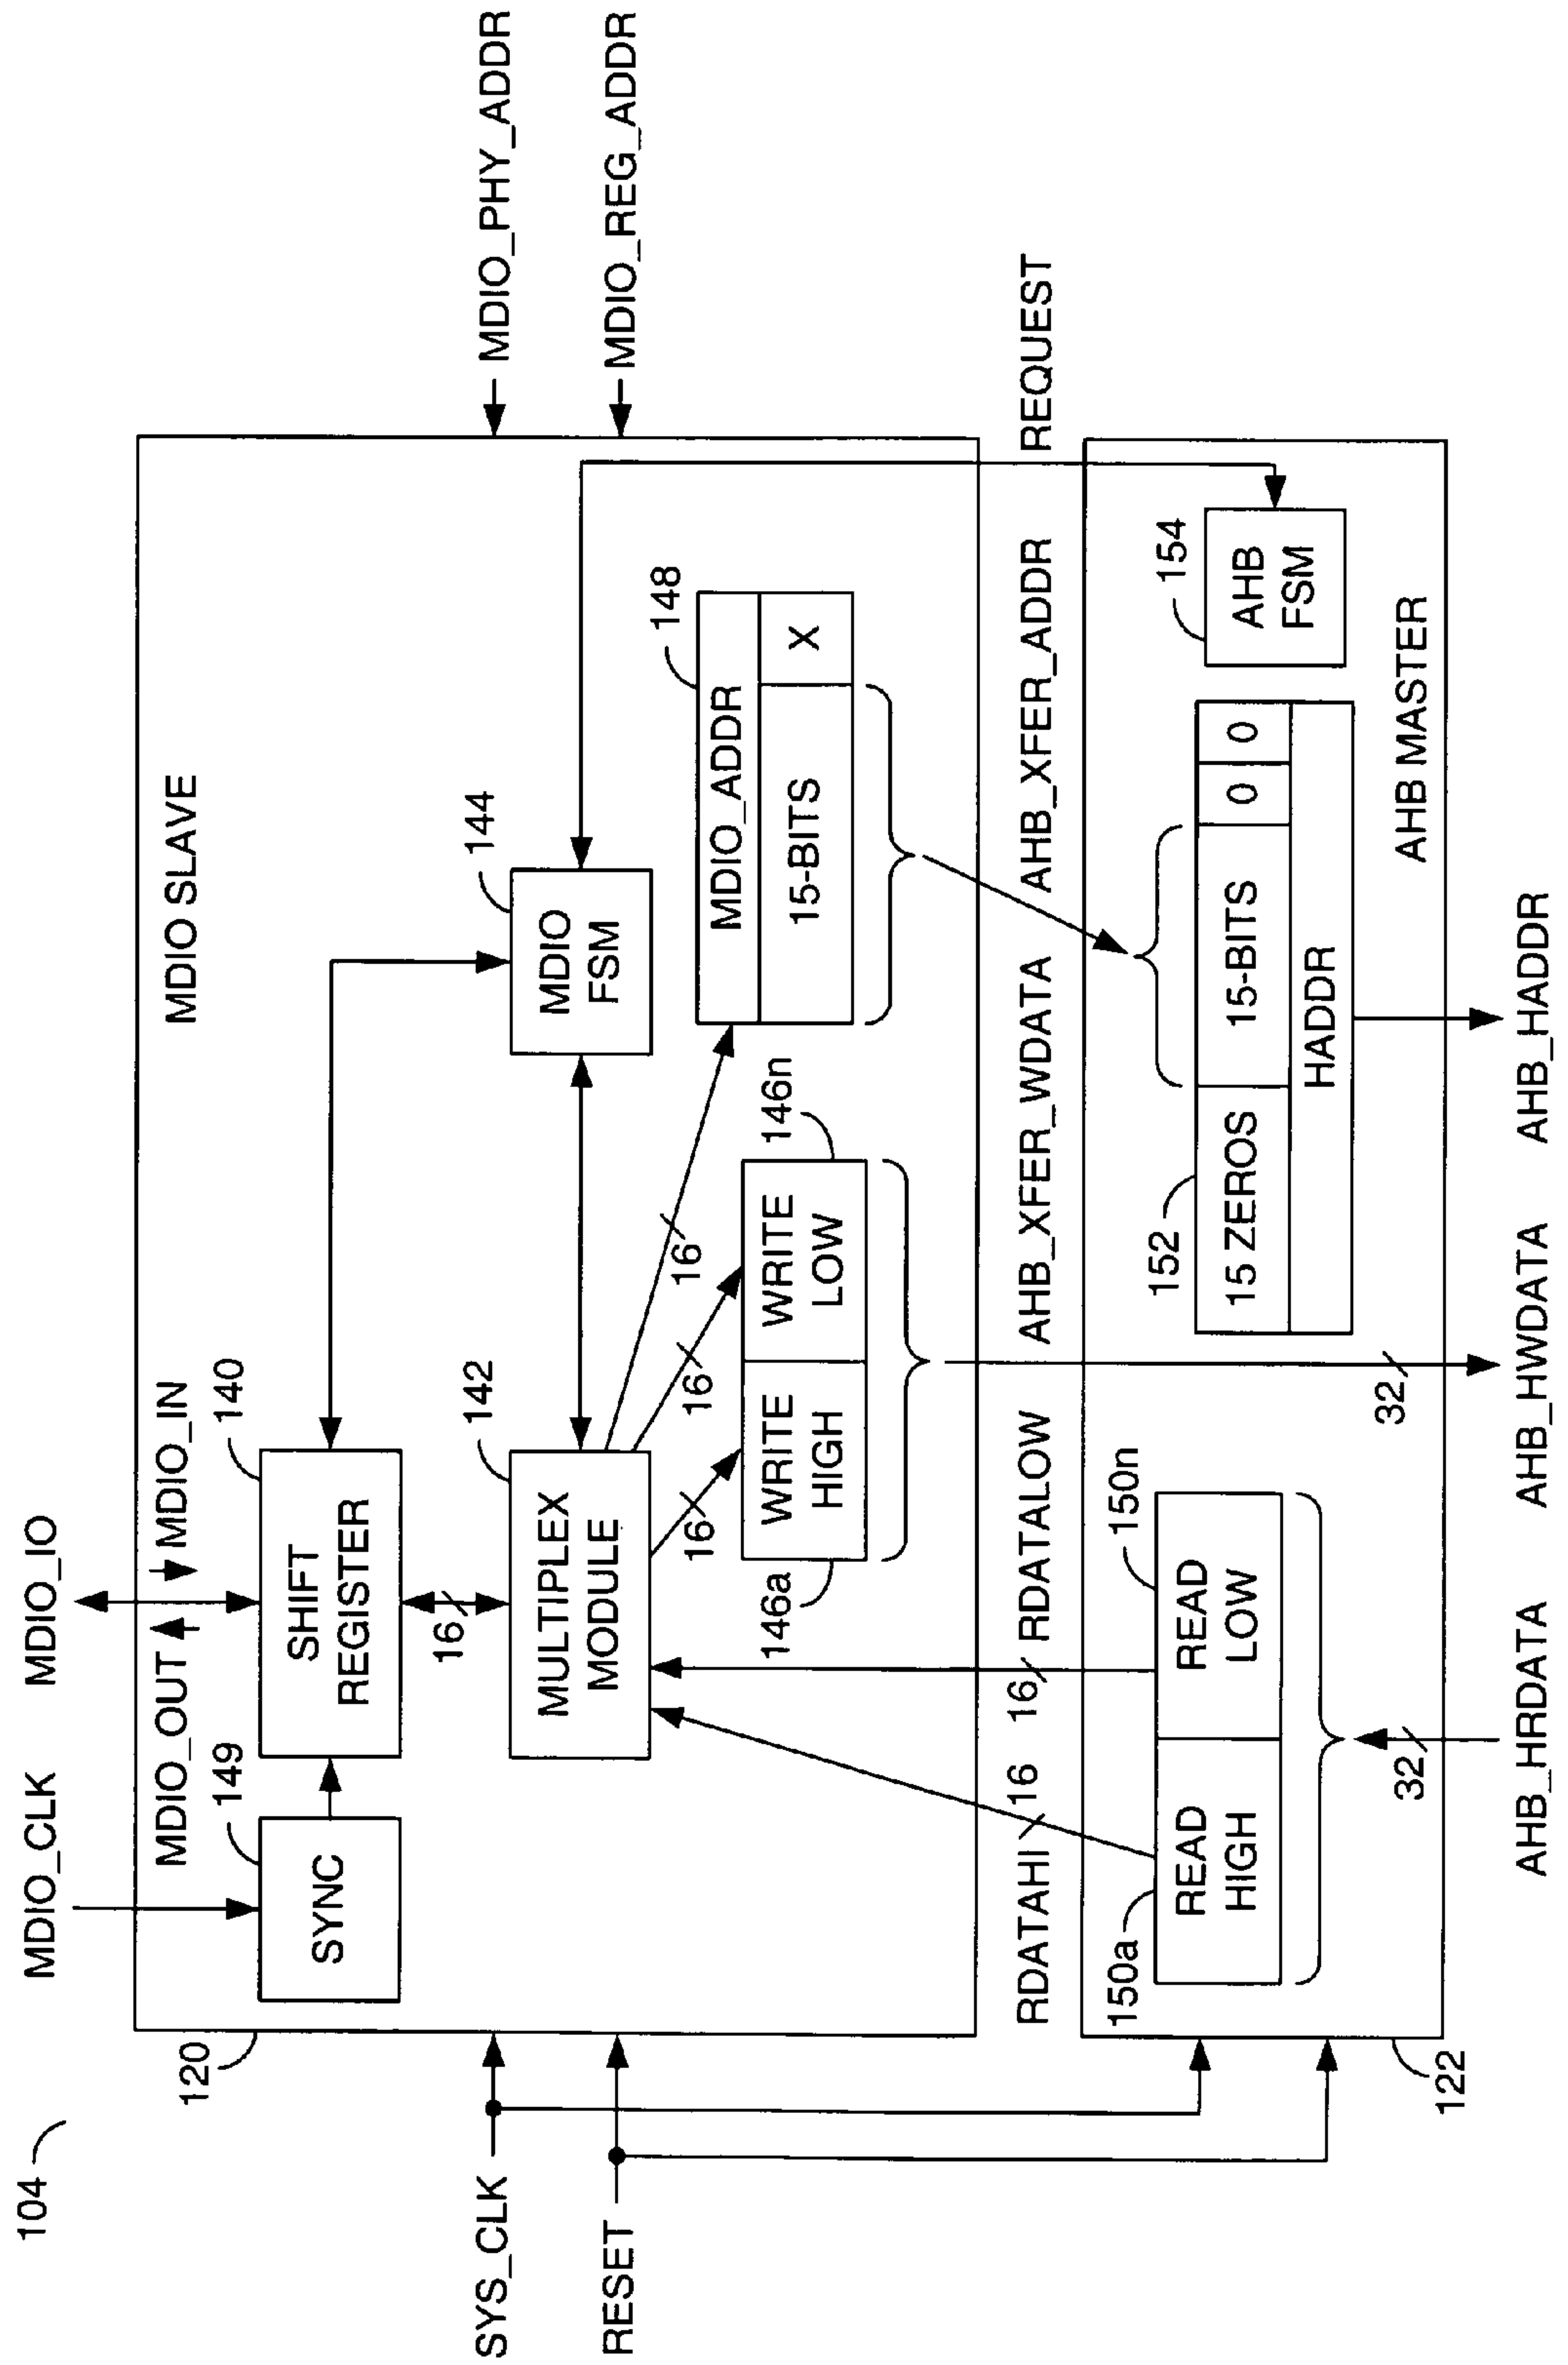 104
MDIO_CLK
MDIO_IO
MDIO_OUT
MDIO_IN
MDIO SLAVE
120
149
SYNC
140
SHIFT
REGISTER
16
142
MULTIPLEX
MODULE
144
MDIO
FSM
MDIO_PHY_ADDR
MDIO_REG_ADDR
SYS_CLK
RESET
16
16
16
148
MDIO_ADDR
15-BITS
X
146a
WRITE
HIGH
WRITE
LOW
146n
RDATAHI
16
16
RDATALOW
AHB_XFER_WDATA
AHB_XFER_ADDR
REQUEST
150a
READ
HIGH
READ
LOW
150n
152
15 ZEROS
15-BITS
0
0
HADDR
154
AHB
FSM
AHB MASTER
122
32
32
AHB_HRDATA
AHB_HWDATA
AHB_HADDR